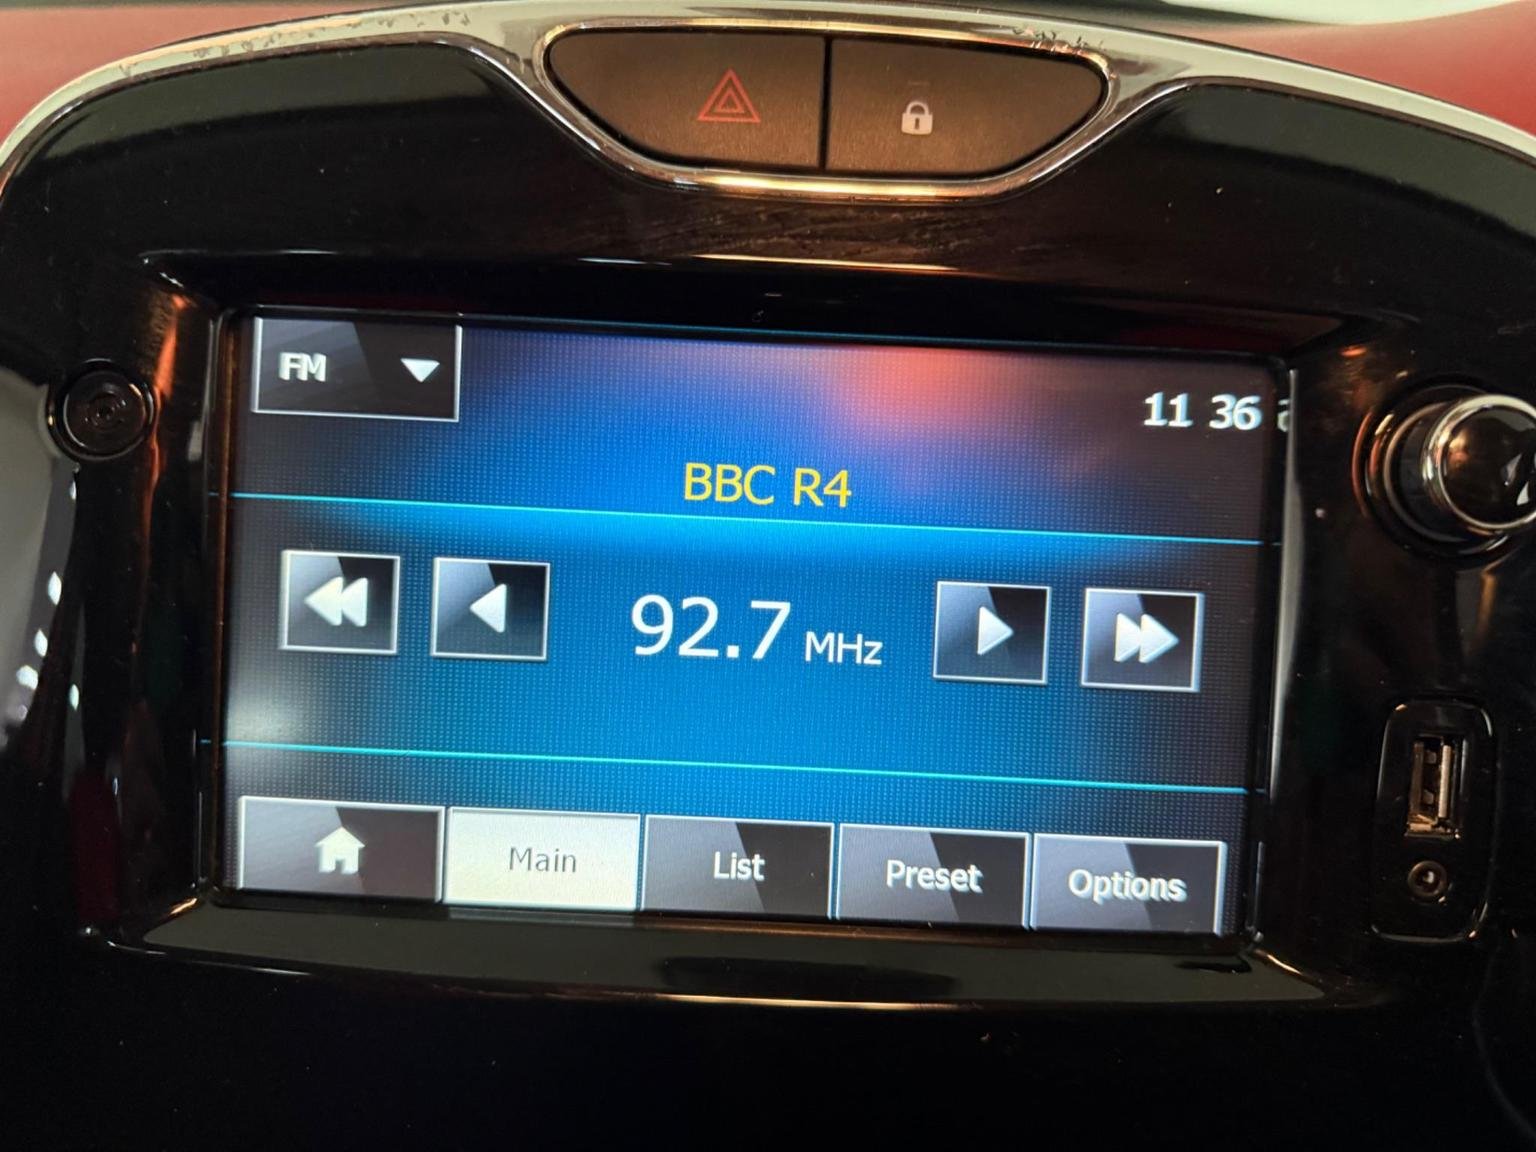 FM
11 36
BBC R4
92.7 MHz
Main List Preset Options